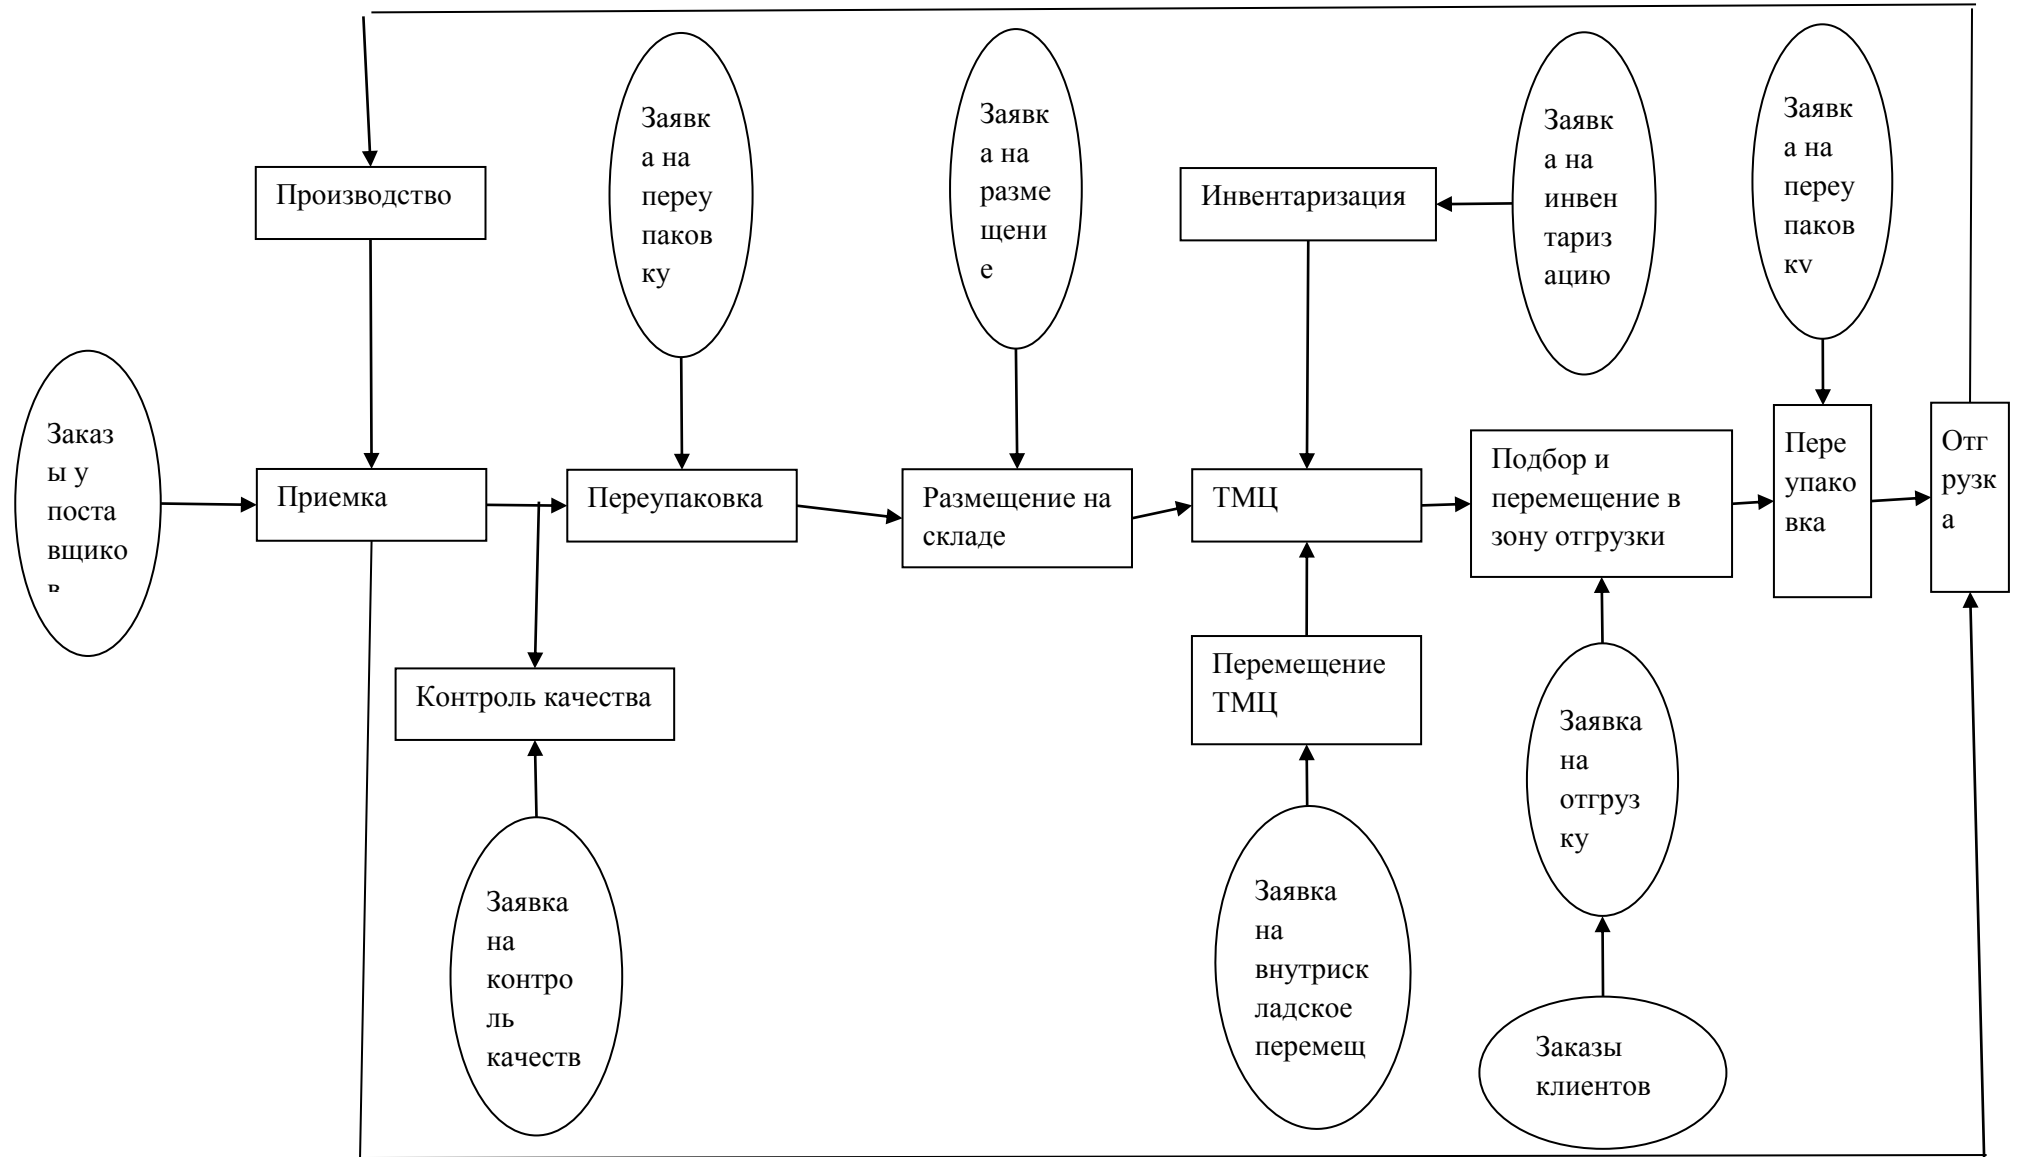 Заявк
а на
переу
паков
ку
Заявк
а на
разме
щени
е
Заявк
а на
инвен
тариз
ацию
Заявк
а на
переу
паков
ку
Производство
Инвентаризация
Заказ
ы у
поста
вщико
в
Приемка
Переупаковка
Размещение на
складе
ТМЦ
Подбор и
перемещение в
зону отгрузки
Пере
упако
вка
Отг
рузк
а
Контроль качества
Перемещение
ТМЦ
Заявка
на
отгруз
ку
Заявка
на
контро
ль
качеств
Заявка
на
внутриск
ладское
перемещ
Заказы
клиентов